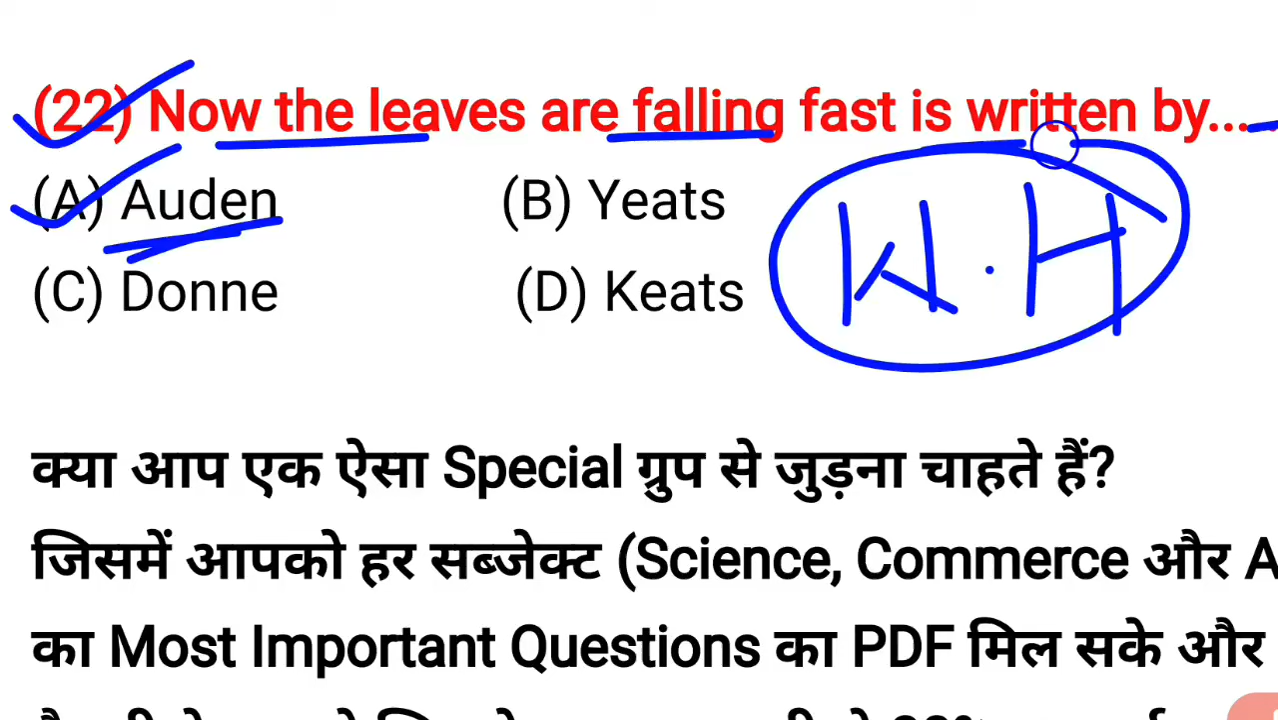 (22) Now the leaves are falling fast is written by...
(A) Auden (B) Yeats
(C) Donne (D) Keats
W.H
क्या आप एक ऐसा Special ग्रुप से जुड़ना चाहते हैं?
जिसमें आपको हर सब्जेक्ट (Science, Commerce और A
का Most Important Questions का PDF मिल सके और